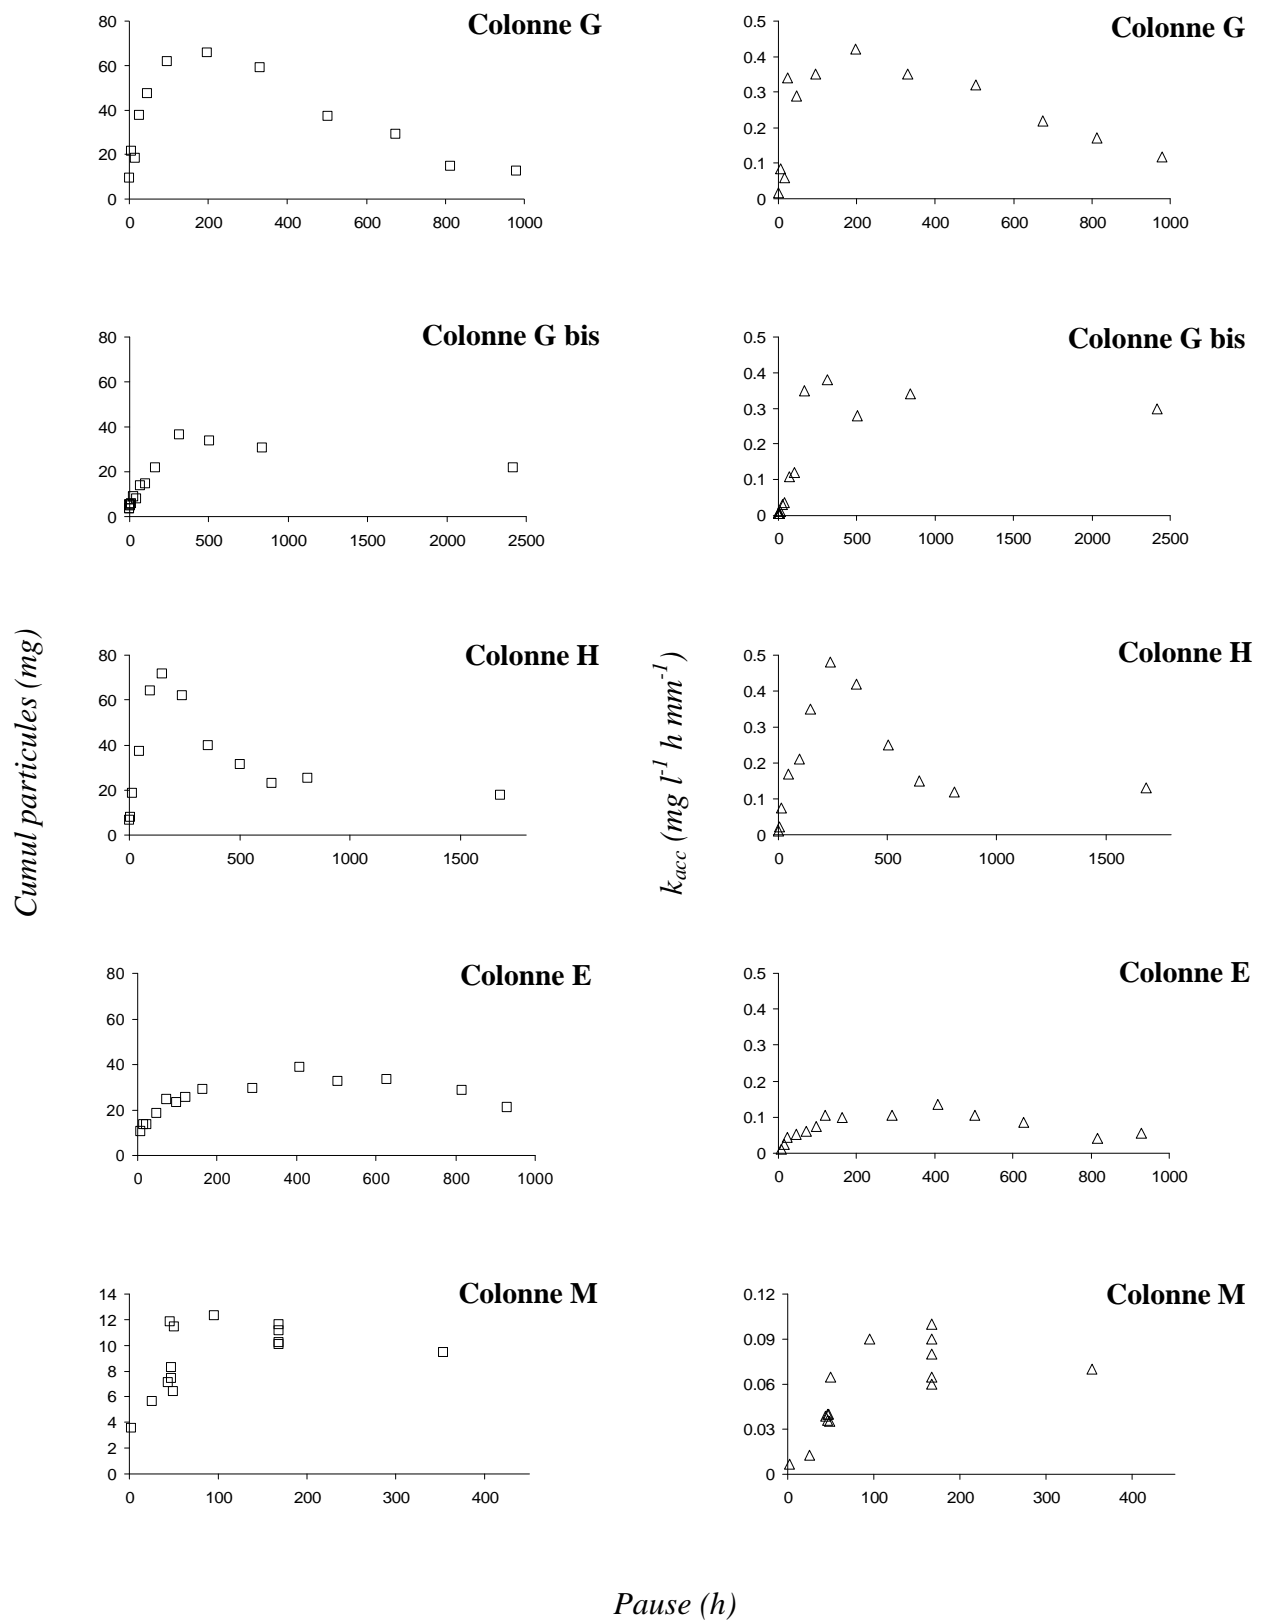 Colonne G
80
60
40
20
0
0 200 400 600 800 1000
Colonne G
0.5
0.4
0.3
0.2
0.1
0
0 200 400 600 800 1000
Colonne G bis
80
60
40
20
0
0 500 1000 1500 2000 2500
Colonne G bis
0.5
0.4
0.3
0.2
0.1
0
0 500 1000 1500 2000 2500
Cumul particules (mg)
Colonne H
80
60
40
20
0
0 500 1000 1500
k_acc (mg l^-1 h mm^-1)
Colonne H
0.5
0.4
0.3
0.2
0.1
0
0 500 1000 1500
Colonne E
80
60
40
20
0
0 200 400 600 800 1000
Colonne E
0.5
0.4
0.3
0.2
0.1
0
0 200 400 600 800 1000
Colonne M
14
12
10
8
6
4
2
0
0 100 200 300 400
Colonne M
0.12
0.09
0.06
0.03
0
0 100 200 300 400
Pause (h)